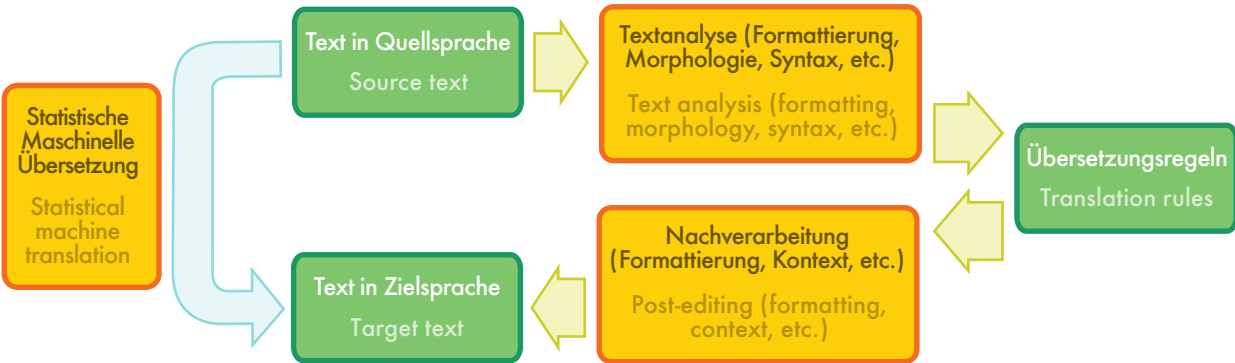 Statistische
Maschinelle
Übersetzung
Statistical
machine
translation
Text in Quellsprache
Source text
Textanalyse (Formattierung,
Morphologie, Syntax, etc.)
Text analysis (formatting,
morphology, syntax, etc.)
Übersetzungsregeln
Translation rules
Nachverarbeitung
(Formattierung, Kontext, etc.)
Post-editing (formatting,
context, etc.)
Text in Zielsprache
Target text